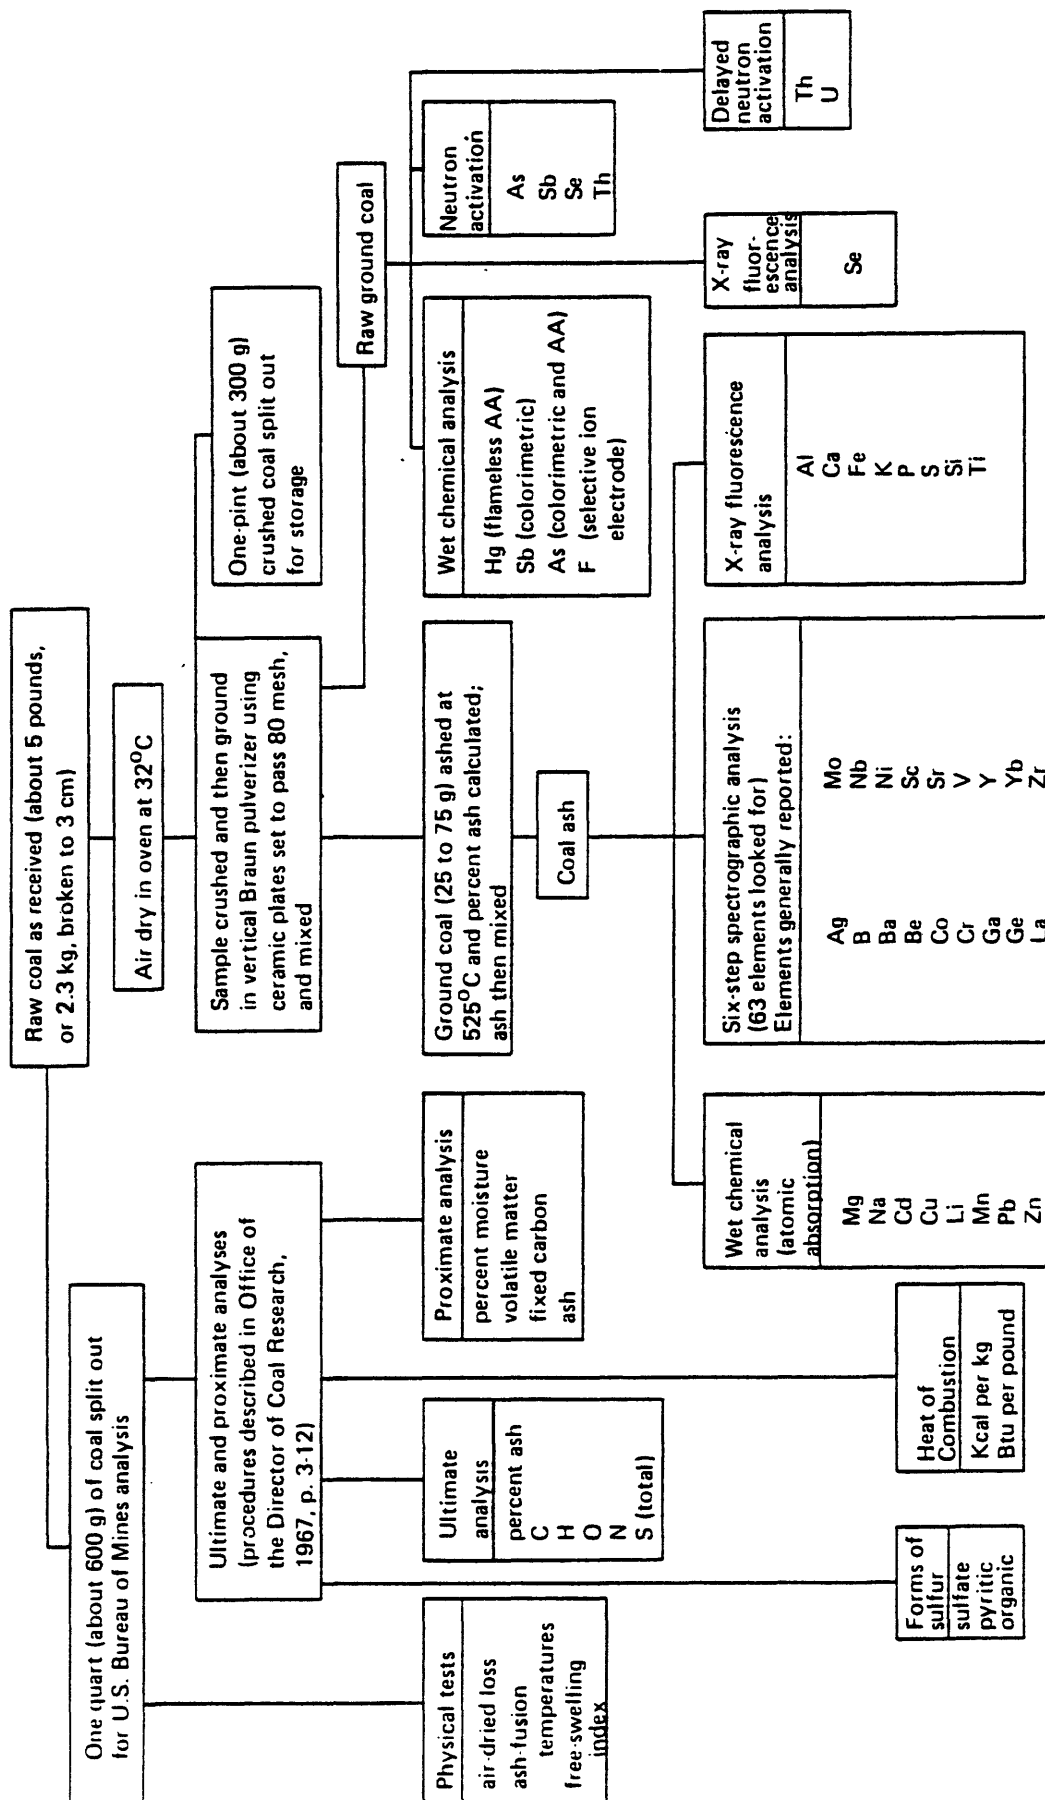 Raw coal as received (about 5 pounds,
or 2.3 kg, broken to 3 cm)
One quart (about 600 g) of coal split out
for U.S. Bureau of Mines analysis
Air dry in oven at 32°C
Ultimate and proximate analyses
(procedures described in Office of
the Director of Coal Research,
1967, p. 3-12)
Sample crushed and then ground
in vertical Braun pulverizer using
ceramic plates set to pass 80 mesh,
and mixed
One-pint (about 300 g)
crushed coal split out
for storage
Raw ground coal
Physical tests
air-dried loss
ash-fusion
temperatures
free-swelling
index
Ultimate
analysis
percent ash
C
H
O
N
S (total)
Proximate analysis
percent moisture
volatile matter
fixed carbon
ash
Ground coal (25 to 75 g) ashed at
525°C and percent ash calculated;
ash then mixed
Coal ash
Wet chemical analysis
Hg (flameless AA)
Sb (colorimetric)
As (colorimetric and AA)
F (selective ion
electrode)
Neutron
activation
As
Sb
Se
Th
Forms of
sulfur
sulfate
pyritic
organic
Heat of
Combustion
Kcal per kg
Btu per pound
Wet chemical
analysis
(atomic
absorption)
Mg
Na
Cd
Cu
Li
Mn
Pb
Zn
Six-step spectrographic analysis
(63 elements looked for)
Elements generally reported:
Ag Mo
B Nb
Ba Ni
Be Sc
Co Sr
Cr V
Ga Y
Ge Yb
La Zr
X-ray fluorescence
analysis
Al
Ca
Fe
K
P
S
Si
Ti
X-ray
fluor-
escence
analysis
Se
Delayed
neutron
activation
Th
U